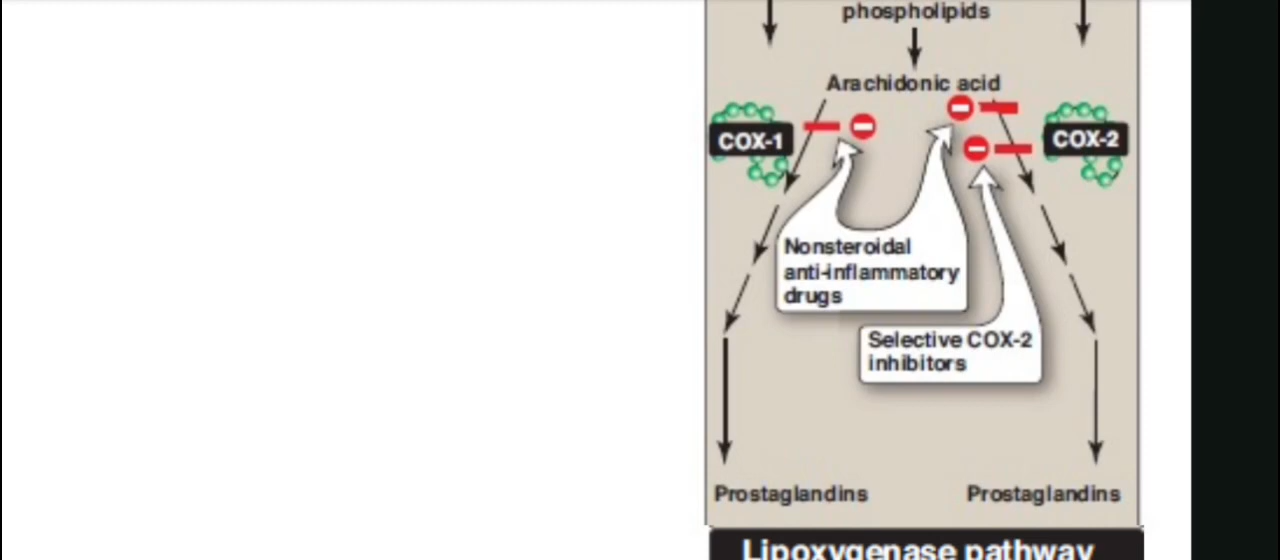 phospholipids
Arachidonic acid
COX-1
COX-2
Nonsteroidal
anti-inflammatory
drugs
Selective COX-2
inhibitors
Prostaglandins
Prostaglandins
Lipoxygenase pathway